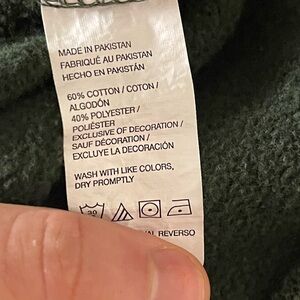 MADE IN PAKISTAN
FABRIQUÉ AU PAKISTAN
HECHO EN PAKISTÁN
60% COTTON / COTON /
ALGODÓN
40% POLYESTER /
POLIÉSTER
EXCLUSIVE OF DECORATION /
SAUF DÉCORATION /
EXCLUYE LA DECORACIÓN
WASH WITH LIKE COLORS,
DRY PROMPTLY
30
REVERSO